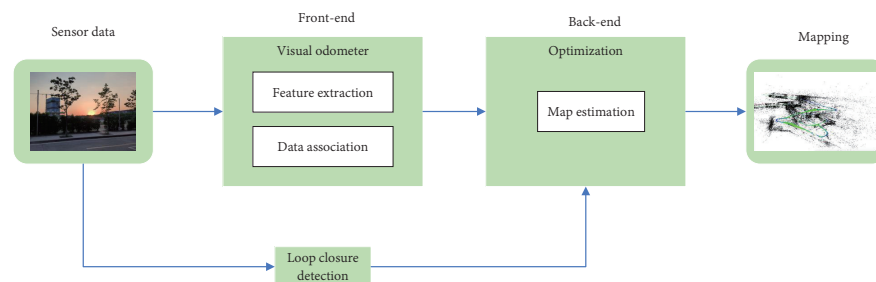 Sensor data
Front-end
Visual odometer
Feature extraction
Data association
Back-end
Optimization
Map estimation
Mapping
Loop closure
detection